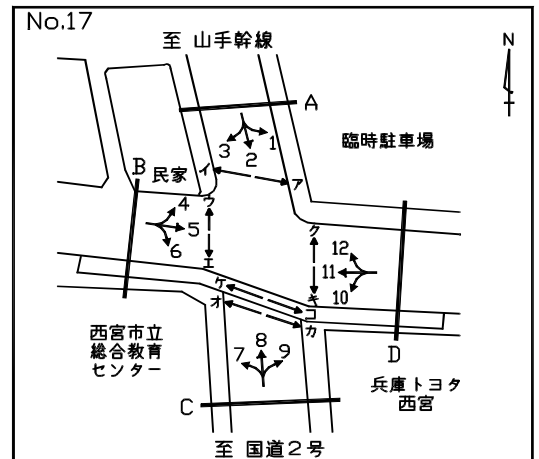 No.17
至 山手幹線
N
A
臨時駐車場
3 2 1
イ
ア
B
民家
ウ
4
5
6
エ
ク
12
11
10
キ
ケ
コ
オ
カ
西宮市立
総合教育
センター
7 8 9
D
兵庫トヨタ
西宮
C
至 国道2号